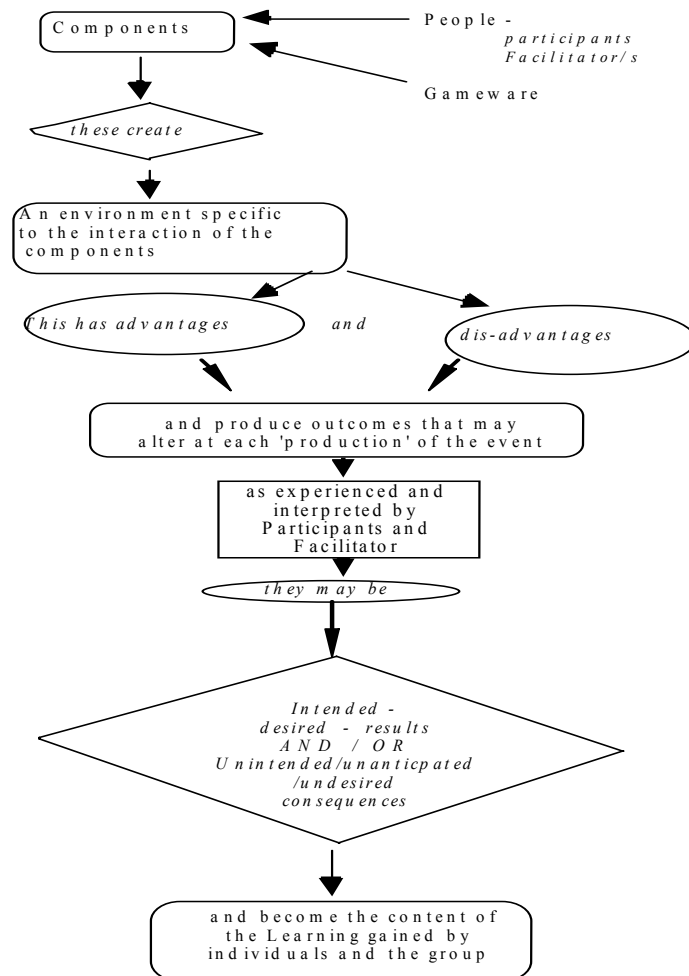 Components
People -
participants
Facilitator/s
Gameware
these create
An environment specific
to the interaction of the
components
This has advantages
and
dis-advantages
and produce outcomes that may
alter at each 'production' of the event
as experienced and
interpreted by
Participants and
Facilitator
they may be
Intended -
desired - results
AND / OR
Unintended/unanticpated
/undesired
consequences
and become the content of
the Learning gained by
individuals and the group